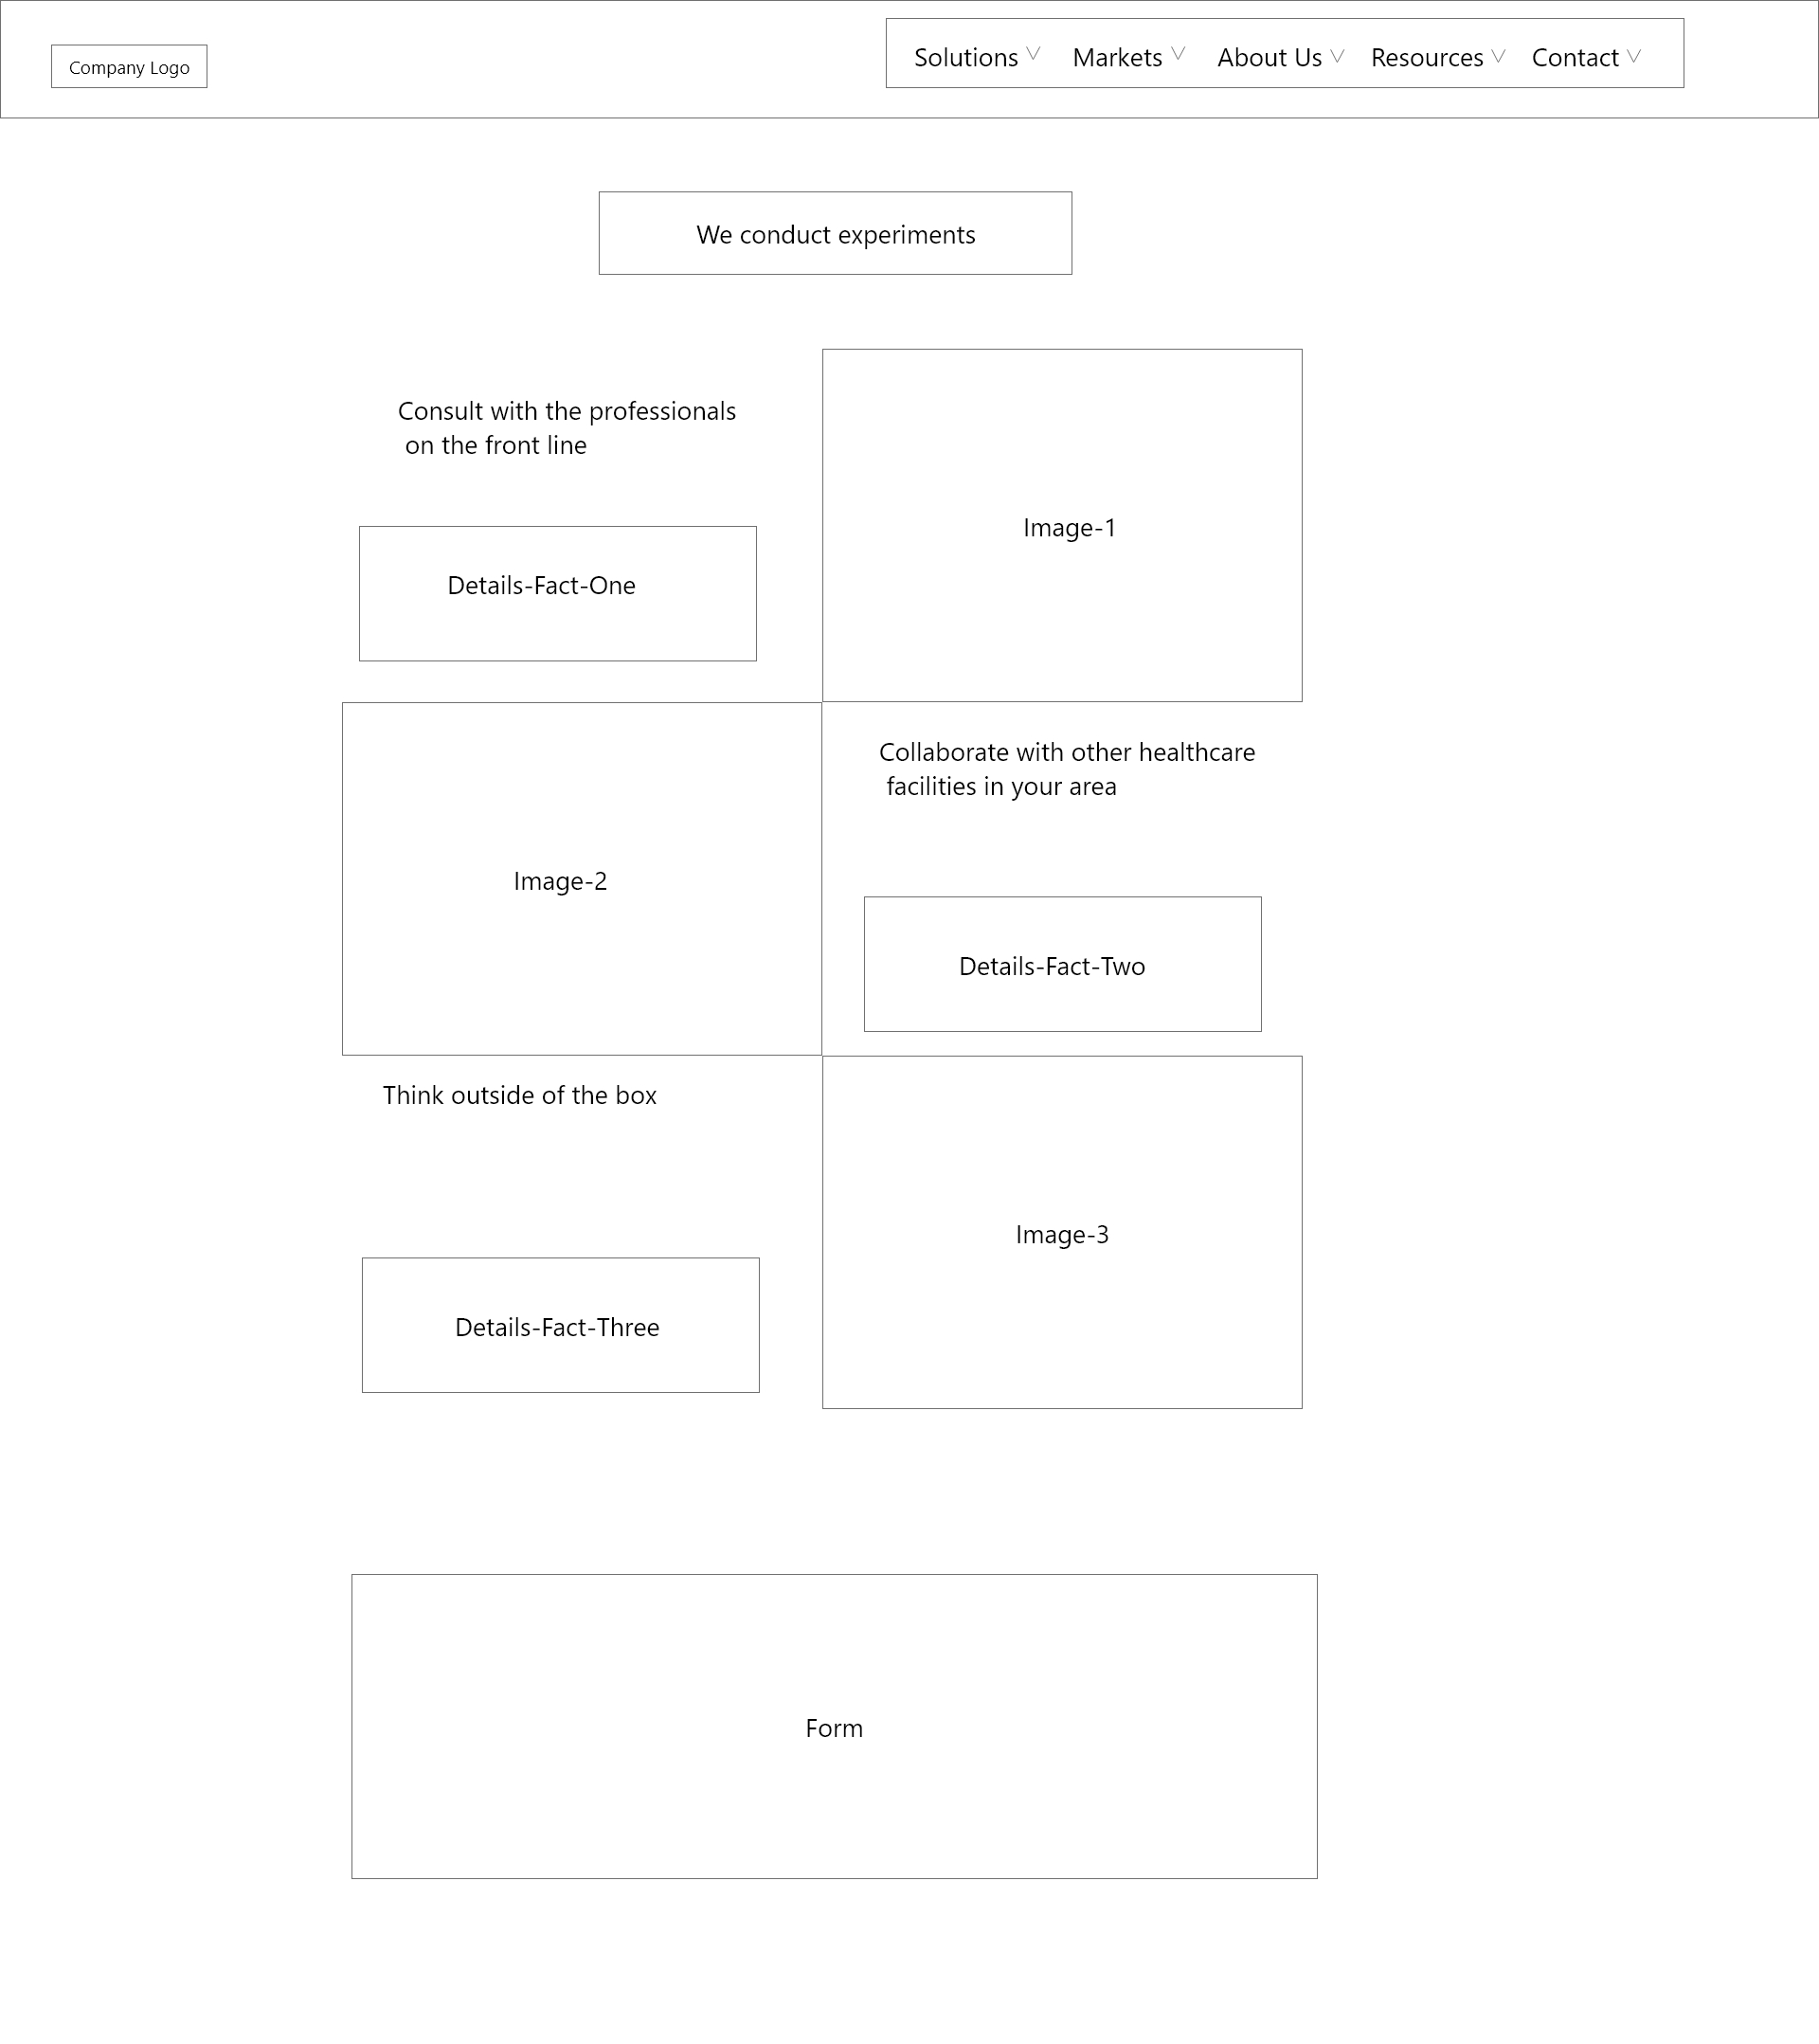 Company Logo
Solutions Markets About Us Resources Contact
We conduct experiments
Consult with the professionals
on the front line
Image-1
Details-Fact-One
Collaborate with other healthcare
facilities in your area
Image-2
Details-Fact-Two
Think outside of the box
Image-3
Details-Fact-Three
Form